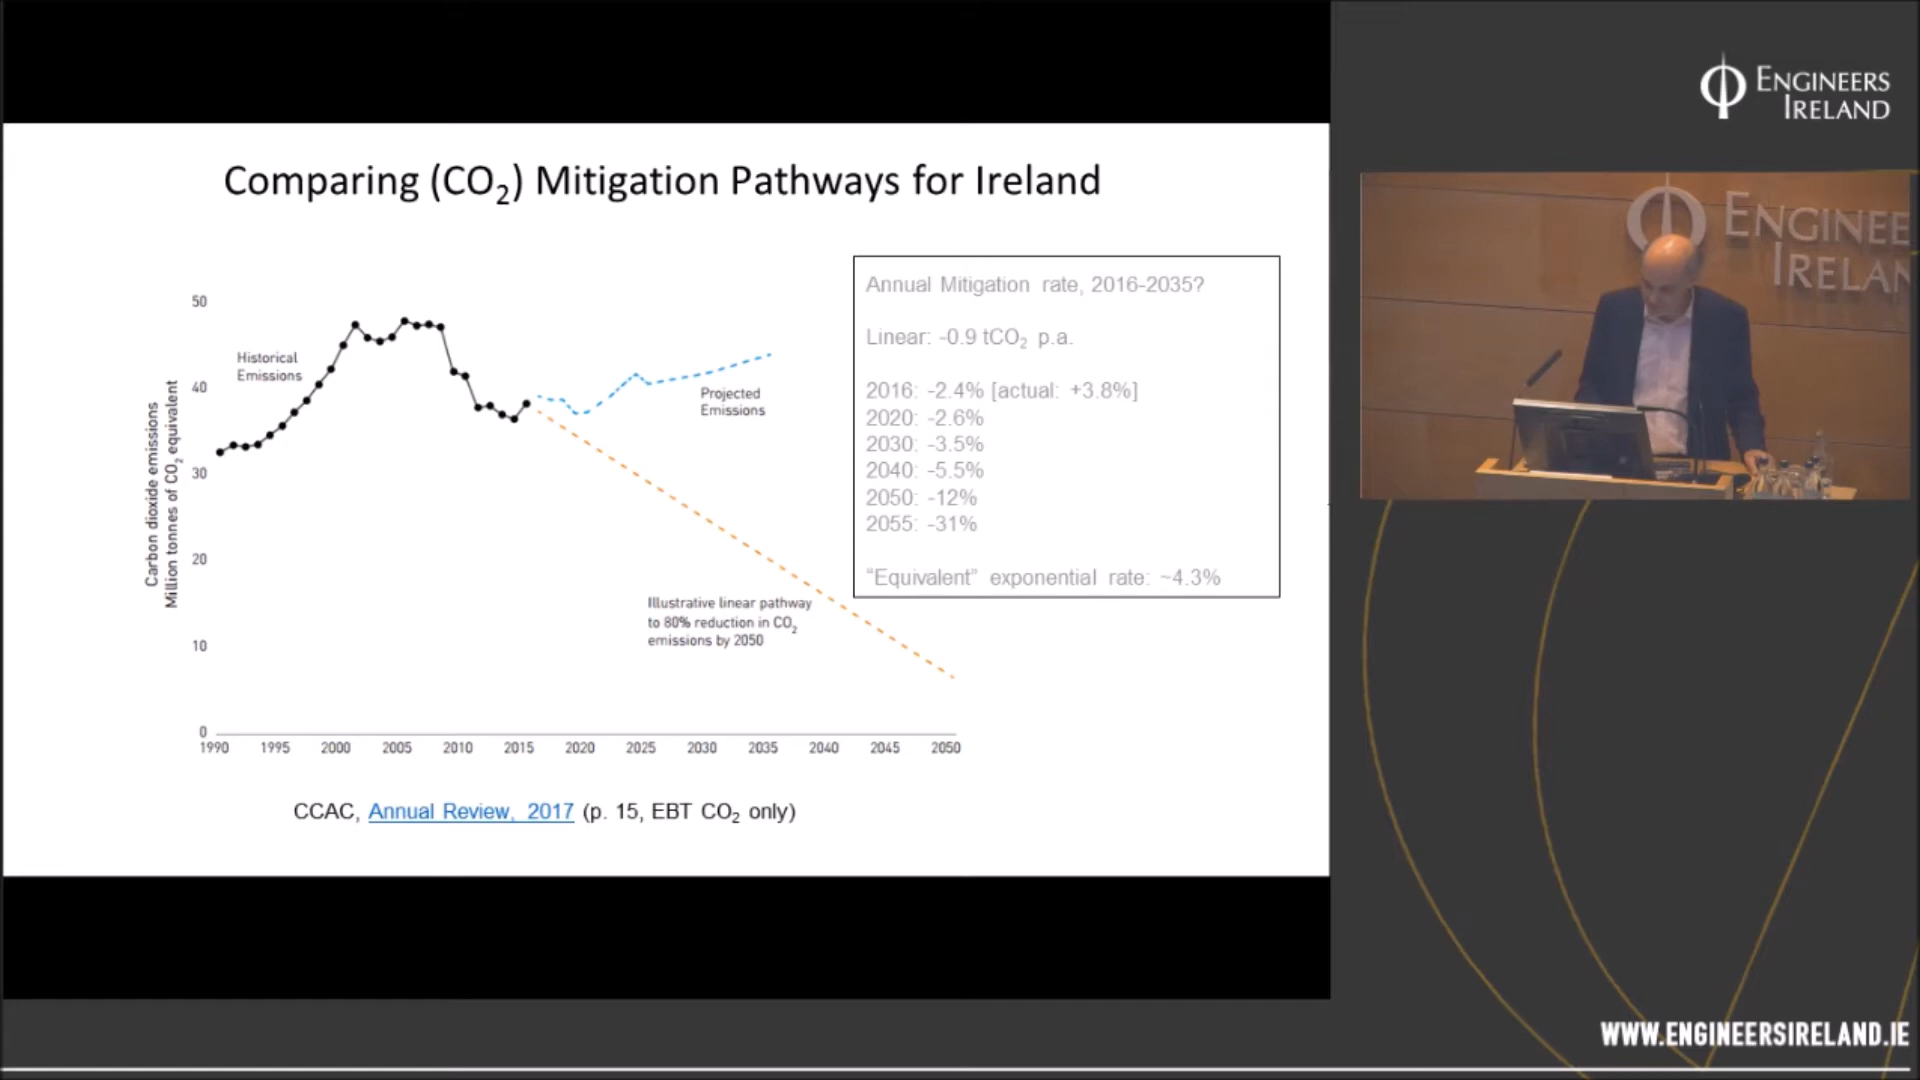 ENGINEERS
IRELAND
Comparing (CO₂) Mitigation Pathways for Ireland
Annual Mitigation rate, 2016-2035?
Linear: -0.9 tCO₂ p.a.
2016: -2.4% [actual: +3.8%]
2020: -2.6%
2030: -3.5%
2040: -5.5%
2050: -12%
2055: -31%
“Equivalent” exponential rate: ~4.3%
Carbon dioxide emissions
Million tonnes of CO₂ equivalent
50
40
30
20
10
0
Historical
Emissions
Projected
Emissions
Illustrative linear pathway
to 80% reduction in CO₂
emissions by 2050
1990 1995 2000 2005 2010 2015 2020 2025 2030 2035 2040 2045 2050
CCAC, Annual Review, 2017 (p. 15, EBT CO₂ only)
ENGINEE
IRELAN
WWW.ENGINEERSIRELAND.IE